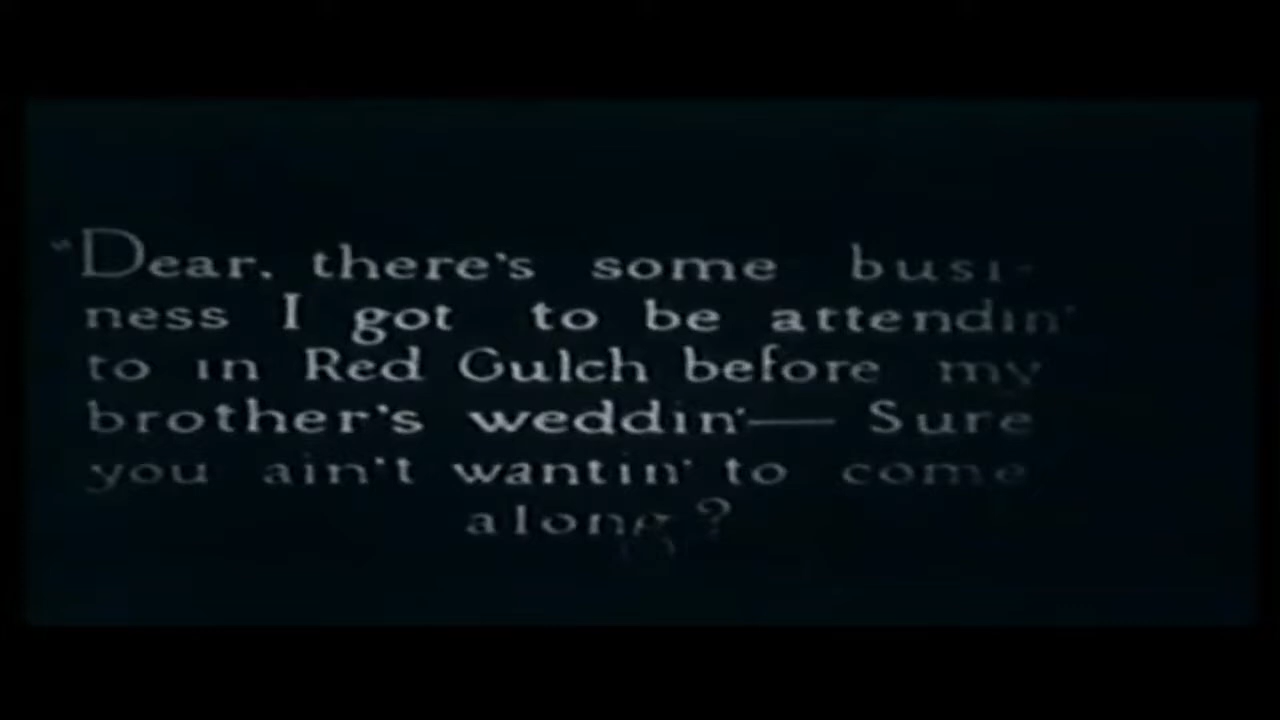 "Dear, there's some busi-
ness I got to be attendin'
to in Red Gulch before my
brother's weddin'— Sure
you ain't wantin' to come
along?